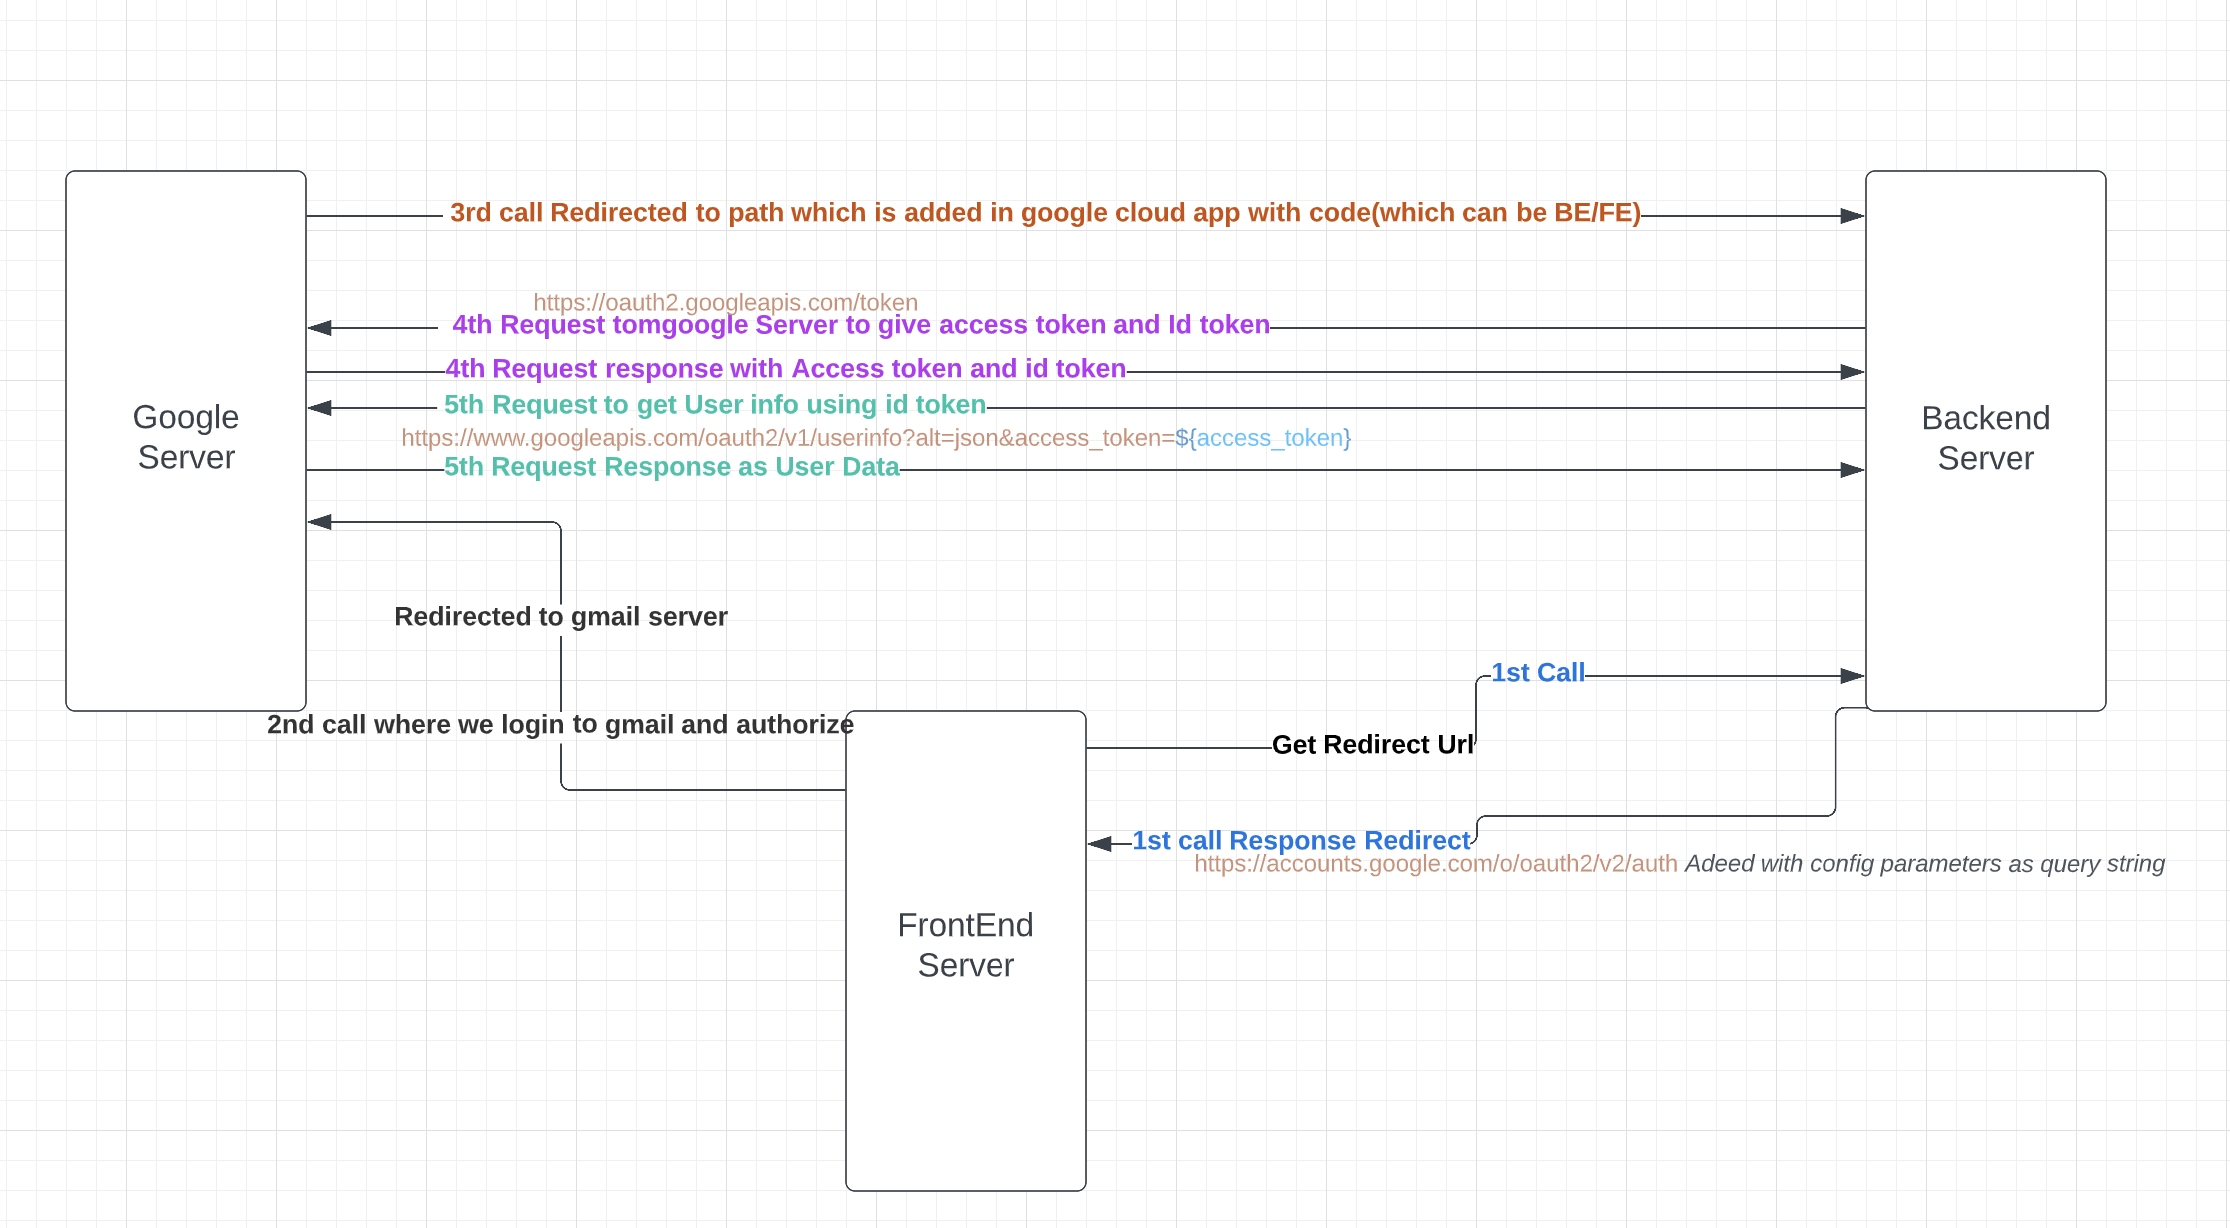 3rd call Redirected to path which is added in google cloud app with code(which can be BE/FE)
https://oauth2.googleapis.com/token
4th Request tomgoogle Server to give access token and Id token
4th Request response with Access token and id token
5th Request to get User info using id token
https://www.googleapis.com/oauth2/v1/userinfo?alt=json&access_token=${access_token}
5th Request Response as User Data
Google
Server
Backend
Server
Redirected to gmail server
1st Call
2nd call where we login to gmail and authorize
Get Redirect Url
1st call Response Redirect
https://accounts.google.com/o/oauth2/v2/auth Adeed with config parameters as query string
FrontEnd
Server